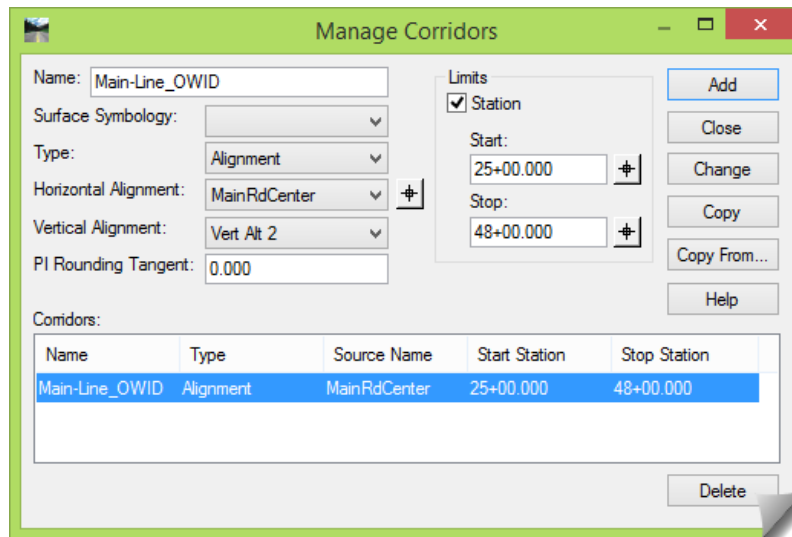 Manage Corridors
Name: Main-Line_OWID
Surface Symbology:
Type: Alignment
Horizontal Alignment: MainRdCenter
Vertical Alignment: Vert Alt 2
PI Rounding Tangent: 0.000
Limits
Station
Start:
25+00.000
Stop:
48+00.000
Add
Close
Change
Copy
Copy From...
Help
Corridors:
Name Type Source Name Start Station Stop Station
Main-Line_OWID Alignment MainRdCenter 25+00.000 48+00.000
Delete